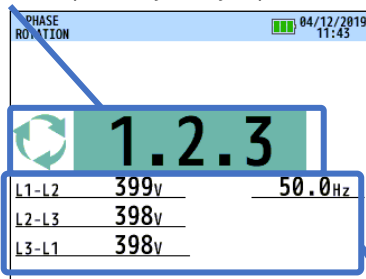 PHASE 04/12/2019
ROTATION 11:43
1.2.3
L1-L2 399V 50.0Hz
L2-L3 398V
L3-L1 398V